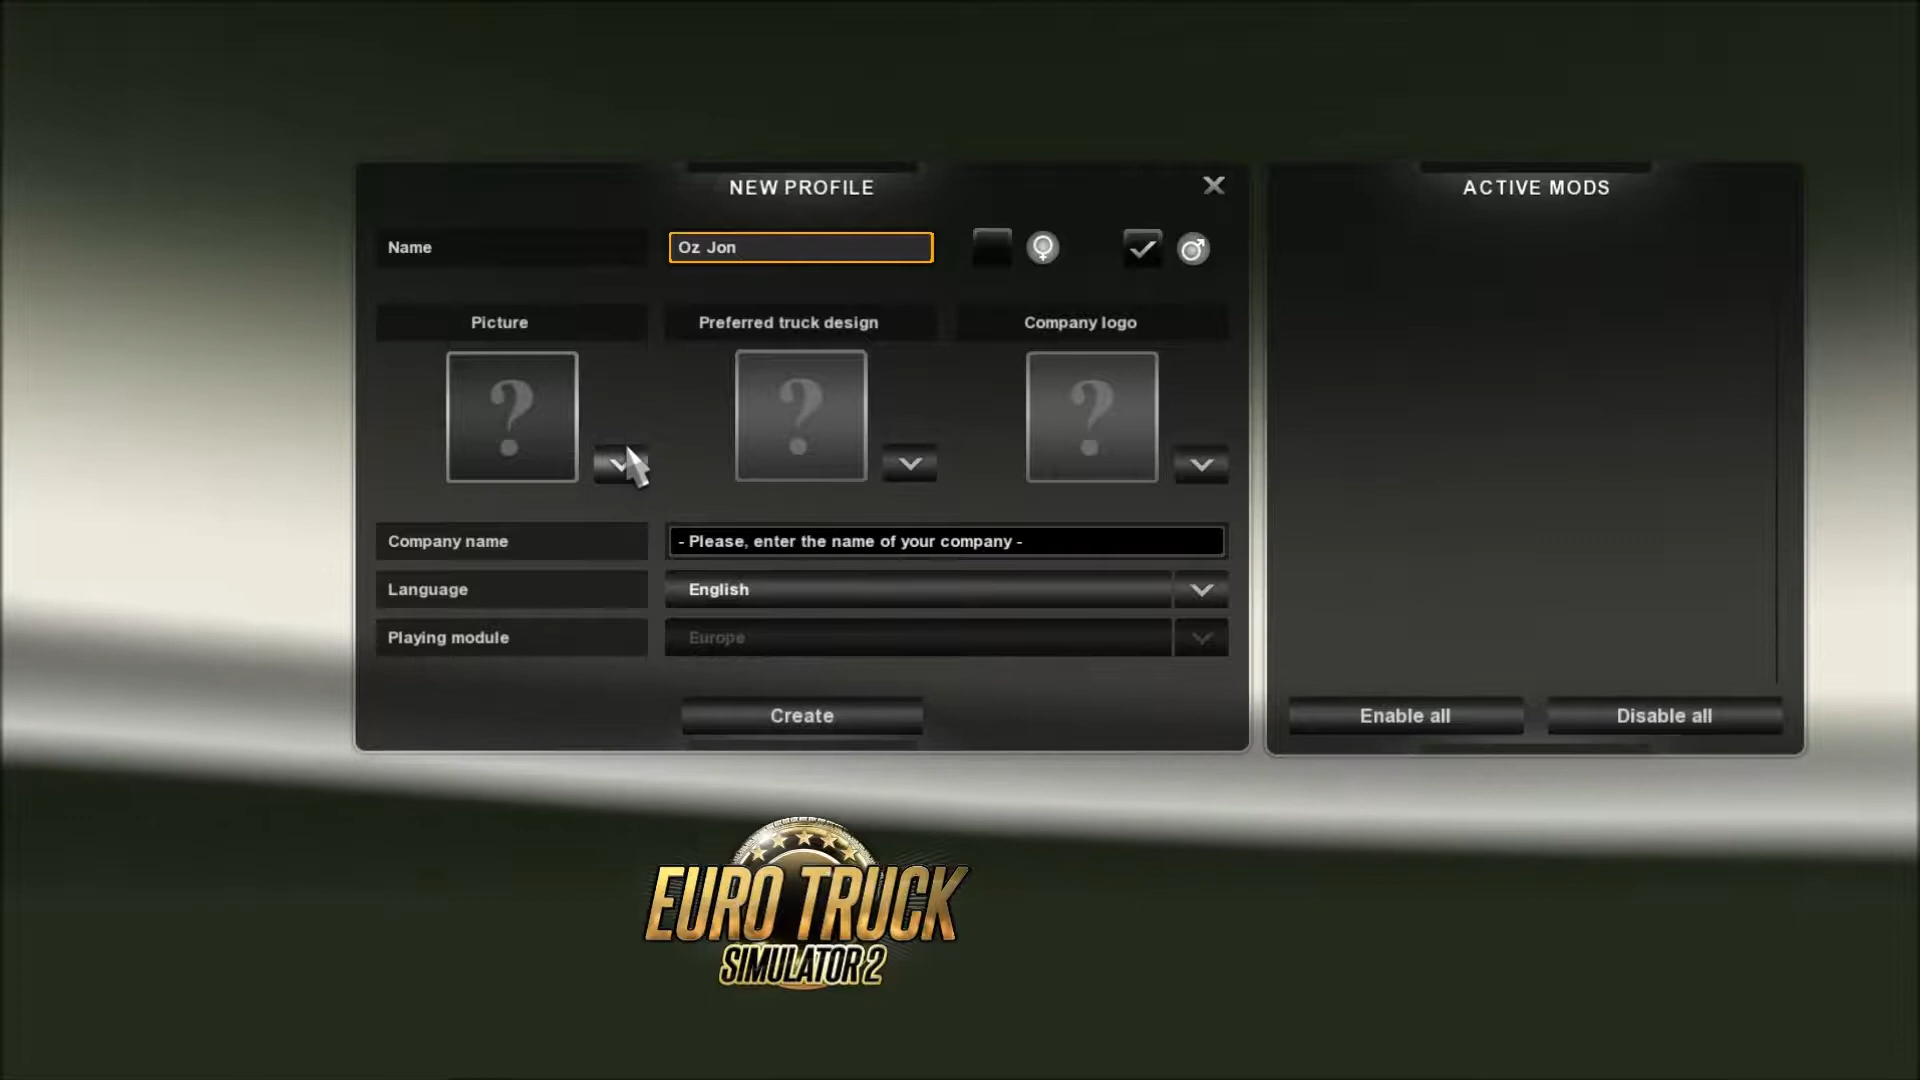 NEW PROFILE
ACTIVE MODS
Name
Oz Jon
Picture
Preferred truck design
Company logo
?
?
?
Company name
- Please, enter the name of your company -
Language
English
Playing module
Europe
Create
Enable all
Disable all
EURO TRUCK
SIMULATOR 2